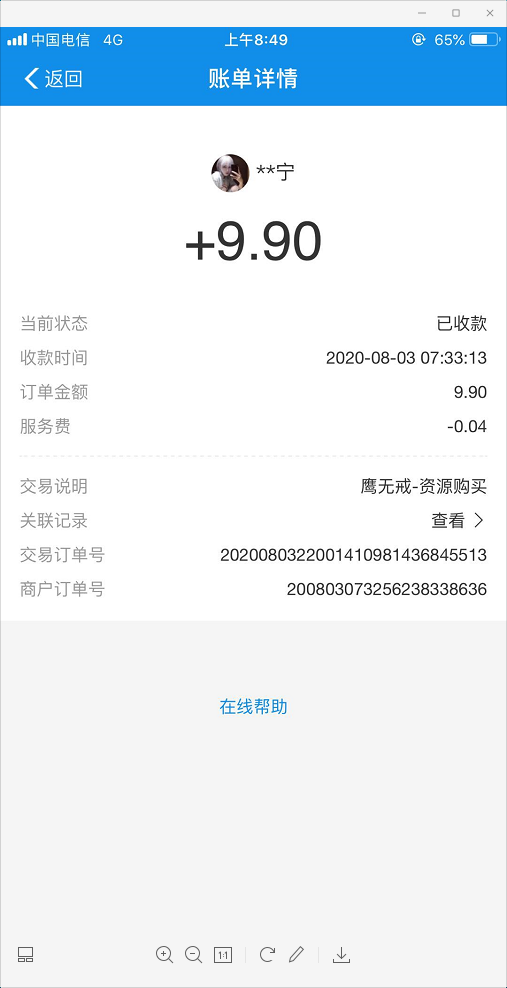 中国电信 4G 上午8:49 65%
返回 账单详情
**宁
+9.90
当前状态 已收款
收款时间 2020-08-03 07:33:13
订单金额 9.90
服务费 -0.04
交易说明 鹰无戒-资源购买
关联记录 查看
交易订单号 2020080322001410981436845513
商户订单号 200803073256238338636
在线帮助
1:1